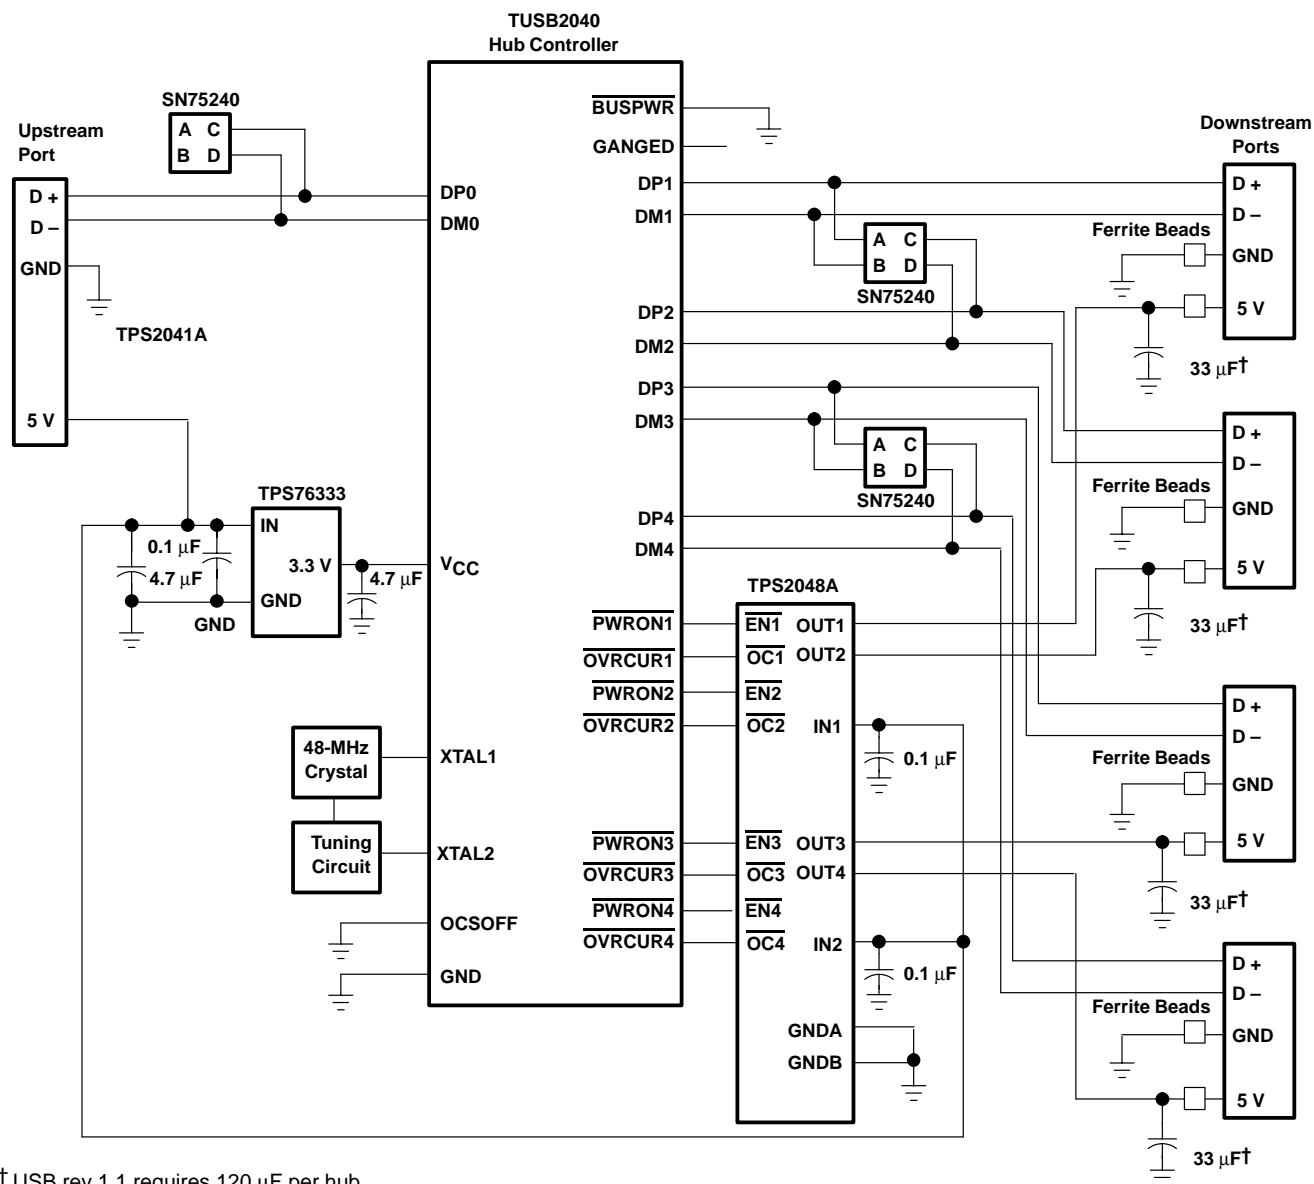 TUSB2040
Hub Controller
SN75240
A C
B D
Upstream
Port
D +
D –
GND
5 V
TPS2041A
DP0
DM0
BUSPWR
GANGED
DP1
DM1
DP2
DM2
DP3
DM3
DP4
DM4
A C
B D
SN75240
A C
B D
SN75240
TPS76333
IN
3.3 V
GND
0.1 μF
4.7 μF
GND
4.7 μF
VCC
48-MHz
Crystal
Tuning
Circuit
XTAL1
XTAL2
OCSOFF
GND
PWRON1
OVRCUR1
PWRON2
OVRCUR2
PWRON3
OVRCUR3
PWRON4
OVRCUR4
TPS2048A
EN1 OUT1
OC1 OUT2
EN2
OC2 IN1
EN3 OUT3
OC3 OUT4
EN4
OC4 IN2
GNDA
GNDB
0.1 μF
0.1 μF
Downstream
Ports
D +
D –
Ferrite Beads
GND
5 V
33 μF†
D +
D –
Ferrite Beads
GND
5 V
33 μF†
D +
D –
Ferrite Beads
GND
5 V
33 μF†
D +
D –
Ferrite Beads
GND
5 V
33 μF†
† USB rev 1.1 requires 120 μF per hub.